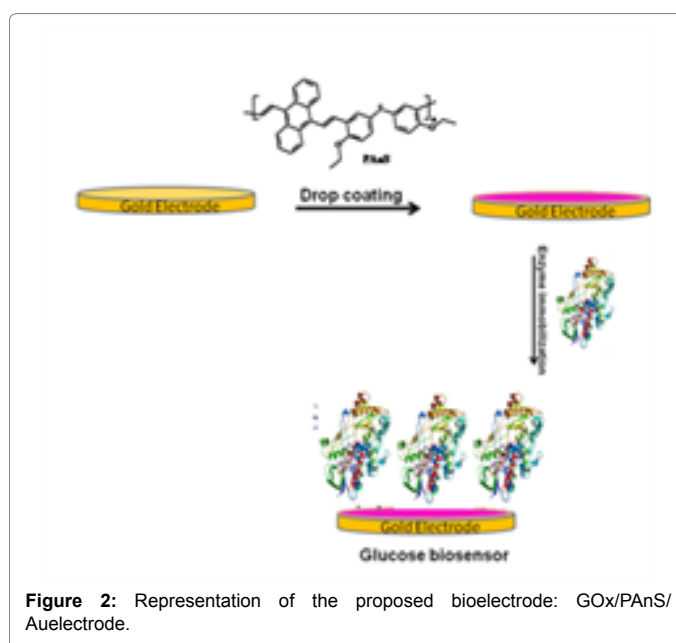 PAnS
Drop coating
Gold Electrode
Gold Electrode
Enzyme immobilization
Gold Electrode
Glucose biosensor
Figure 2: Representation of the proposed bioelectrode: GOx/PAnS/
Auelectrode.